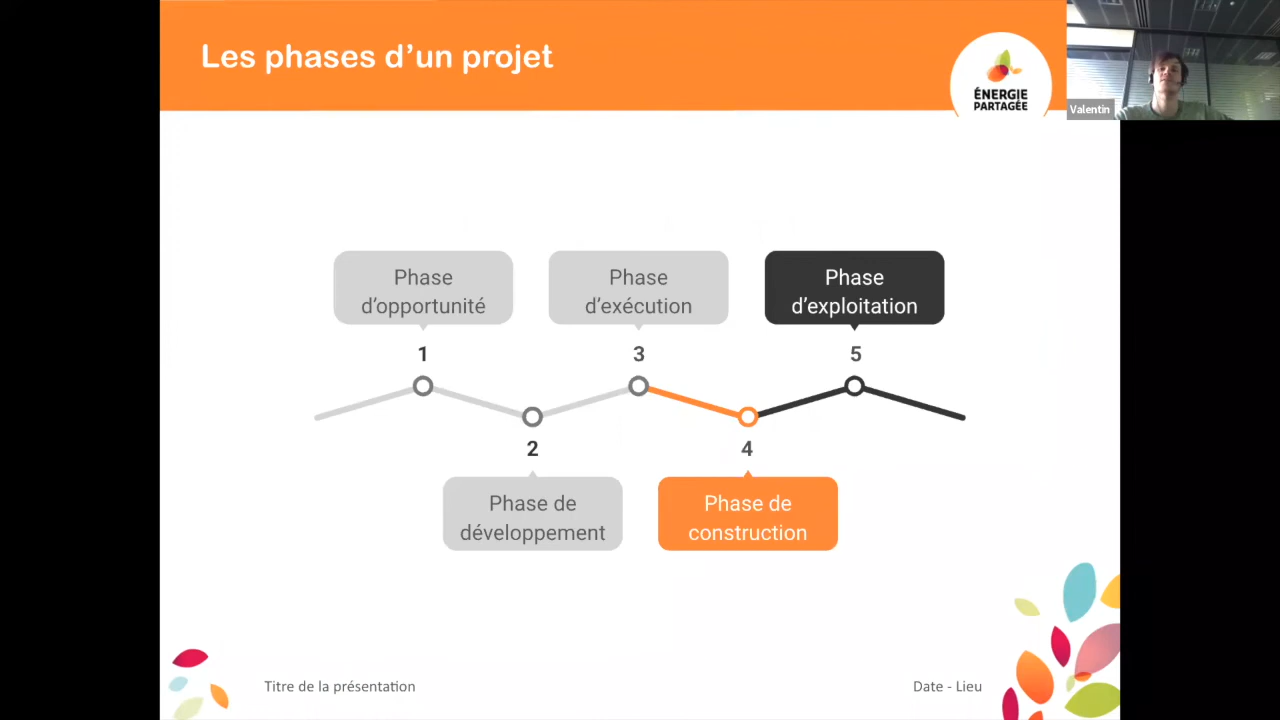 Les phases d’un projet
ÉNERGIE
PARTAGÉE
Valentin
Phase
d’opportunité
Phase
d’exécution
Phase
d’exploitation
1
3
5
2
4
Phase de
développement
Phase de
construction
Titre de la présentation
Date - Lieu